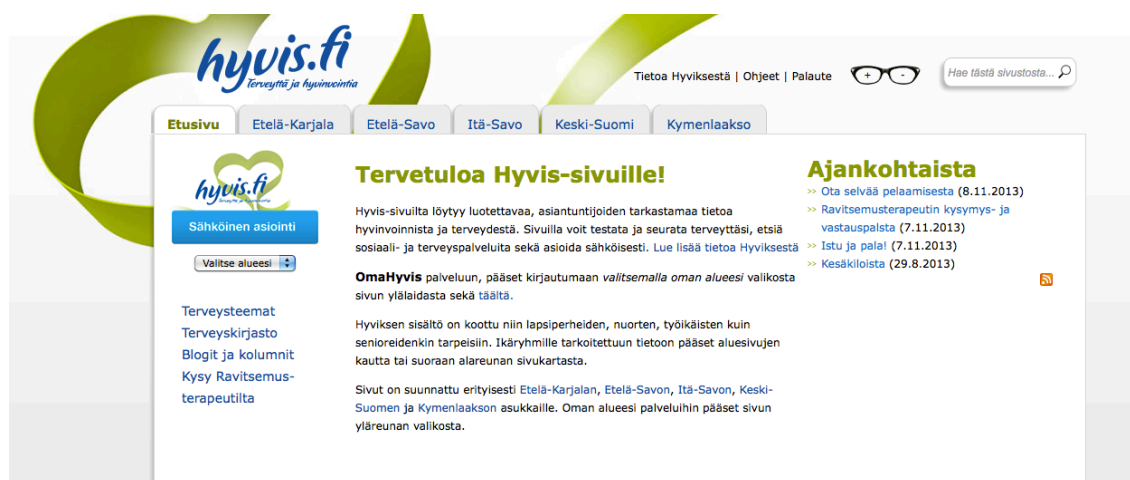 hyvis.fi
Terveyttä ja hyvinvointia
Tietoa Hyviksestä | Ohjeet | Palaute
+ -
Hae tästä sivustosta...
Etusivu
Etelä-Karjala
Etelä-Savo
Itä-Savo
Keski-Suomi
Kymenlaakso
hyvis.fi
Terveyttä ja hyvinvointia
Sähköinen asiointi
Valitse alueesi
Terveysteemat
Terveyskirjasto
Blogit ja kolumnit
Kysy Ravitsemus-
terapeutilta
Tervetuloa Hyvis-sivuille!
Hyvis-sivuilta löytyy luotettavaa, asiantuntijoiden tarkastamaa tietoa
hyvinvoinnista ja terveydestä. Sivuilla voit testata ja seurata terveyttäsi, etsiä
sosiaali- ja terveyspalveluita sekä asioida sähköisesti. Lue lisää tietoa Hyviksestä
OmaHyvis palveluun, pääset kirjautumaan valitsemalla oman alueesi valikosta
sivun ylälaidasta sekä täältä.
Hyviksen sisältö on koottu niin lapsiperheiden, nuorten, työikäisten kuin
senioreidenkin tarpeisiin. Ikäryhmille tarkoitettuun tietoon pääset aluesivujen
kautta tai suoraan alareunan sivukartasta.
Sivut on suunnattu erityisesti Etelä-Karjalan, Etelä-Savon, Itä-Savon, Keski-
Suomen ja Kymenlaakson asukkaille. Oman alueesi palveluihin pääset sivun
yläreunan valikosta.
Ajankohtaista
>> Ota selvää pelaamisesta (8.11.2013)
>> Ravitsemusterapeutin kysymys- ja
vastauspalsta (7.11.2013)
>> Istu ja pala! (7.11.2013)
>> Kesäkiloista (29.8.2013)